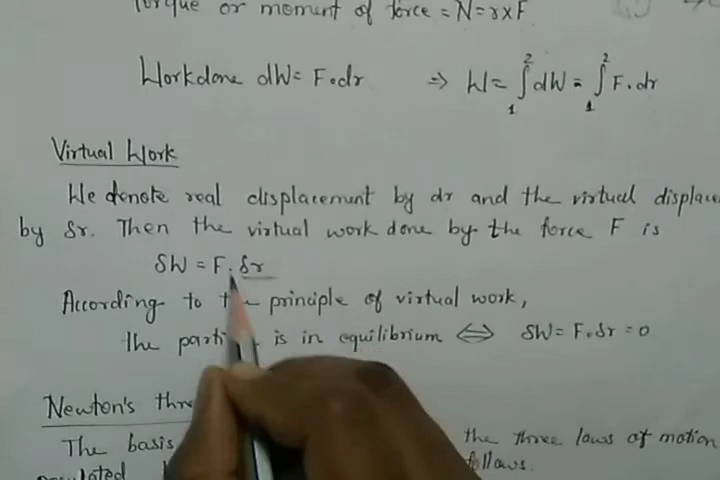 Torque or moment of force = N = r x F.
Workdone dW = F.dr ⇒ W = ∫₁² dW = ∫₁² F.dr
Virtual Work
We denote real displacement by dr and the virtual displace
by δr. Then the virtual work done by the force F is
δW = F.δr
According to the principle of virtual work,
the parti is in equilibrium ⟺ δW = F.δr = 0
Newton's thr
The basis the three laws of motion
follows.